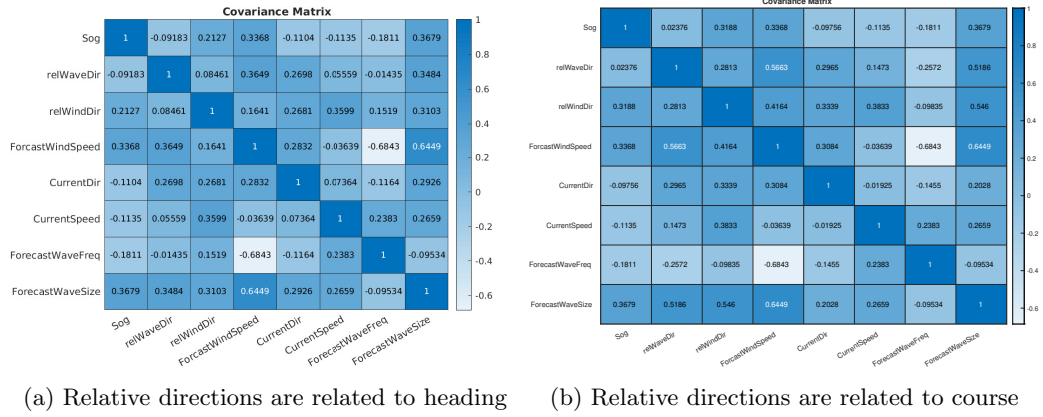 Covariance Matrix
Sog 1 -0.09183 0.2127 0.3368 -0.1104 -0.1135 -0.1811 0.3679
relWaveDir -0.09183 1 0.08461 0.3649 0.2698 0.05559 -0.01435 0.3484
relWindDir 0.2127 0.08461 1 0.1641 0.2681 0.3599 0.1519 0.3103
ForcastWindSpeed 0.3368 0.3649 0.1641 1 0.2832 -0.03639 -0.6843 0.6449
CurrentDir -0.1104 0.2698 0.2681 0.2832 1 0.07364 -0.1164 0.2926
CurrentSpeed -0.1135 0.05559 0.3599 -0.03639 0.07364 1 0.2383 0.2659
ForecastWaveFreq -0.1811 -0.01435 0.1519 -0.6843 -0.1164 0.2383 1 -0.09534
ForecastWaveSize 0.3679 0.3484 0.3103 0.6449 0.2926 0.2659 -0.09534 1
Sog relWaveDir relWindDir ForcastWindSpeed CurrentDir CurrentSpeed ForecastWaveFreq ForecastWaveSize
1
0.8
0.6
0.4
0.2
0
-0.2
-0.4
-0.6
(a) Relative directions are related to heading
Covariance Matrix
Sog 1 0.02376 0.3188 0.3368 -0.09756 -0.1135 -0.1811 0.3679
relWaveDir 0.02376 1 0.2813 0.5663 0.2965 0.1473 -0.2572 0.5186
relWindDir 0.3188 0.2813 1 0.4164 0.3339 0.3833 -0.09835 0.546
ForcastWindSpeed 0.3368 0.5663 0.4164 1 0.3084 -0.03639 -0.6843 0.6449
CurrentDir -0.09756 0.2965 0.3339 0.3084 1 -0.01925 -0.1455 0.2028
CurrentSpeed -0.1135 0.1473 0.3833 -0.03639 -0.01925 1 0.2383 0.2659
ForecastWaveFreq -0.1811 -0.2572 -0.09835 -0.6843 -0.1455 0.2383 1 -0.09534
ForecastWaveSize 0.3679 0.5186 0.546 0.6449 0.2028 0.2659 -0.09534 1
Sog relWaveDir relWindDir ForcastWindSpeed CurrentDir CurrentSpeed ForecastWaveFreq ForecastWaveSize
1
0.8
0.6
0.4
0.2
0
-0.2
-0.4
-0.6
(b) Relative directions are related to course